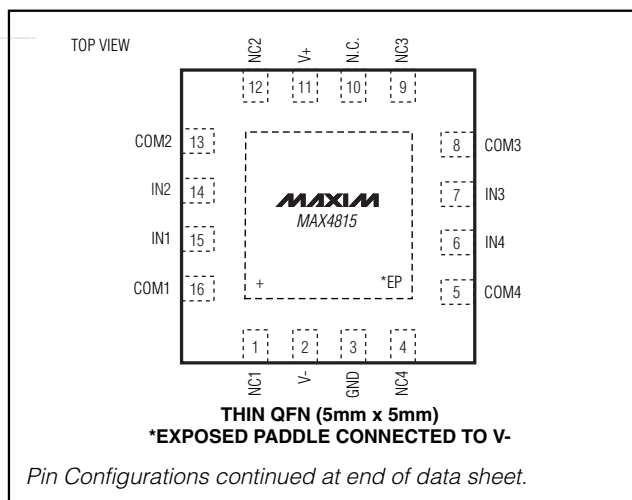 TOP VIEW
NC2 V+ N.C. NC3
12 11 10 9
COM2 13 8 COM3
IN2 14 7 IN3
MAXIM
MAX4815
IN1 15 6 IN4
COM1 16 + *EP 5 COM4
1 2 3 4
NC1 V- GND NC4
THIN QFN (5mm x 5mm)
*EXPOSED PADDLE CONNECTED TO V-
Pin Configurations continued at end of data sheet.